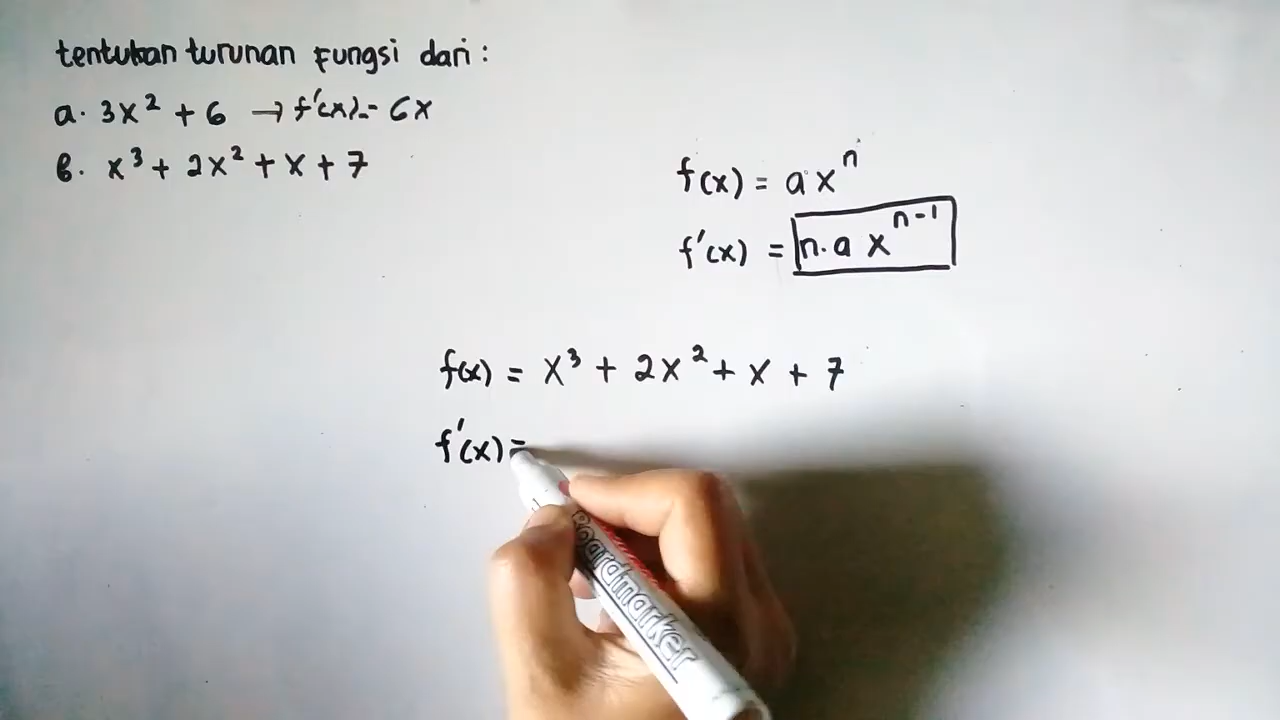 tentukan turunan fungsi dari :
a. 3x² + 6 → f'(x) = 6x
b. x³ + 2x² + x + 7
f(x) = ax^n
f'(x) = n.a x^(n-1)
f(x) = x³ + 2x² + x + 7
f'(x) =
Boardmarker